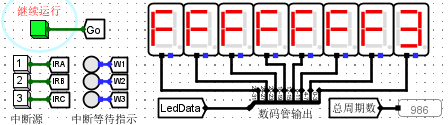 继续运行
Go
1 IRA W1
2 IRB W2
3 IRC W3
中断源 中断等待指示
FEFFFFF3
LedData
数码管输出
总周期数 986